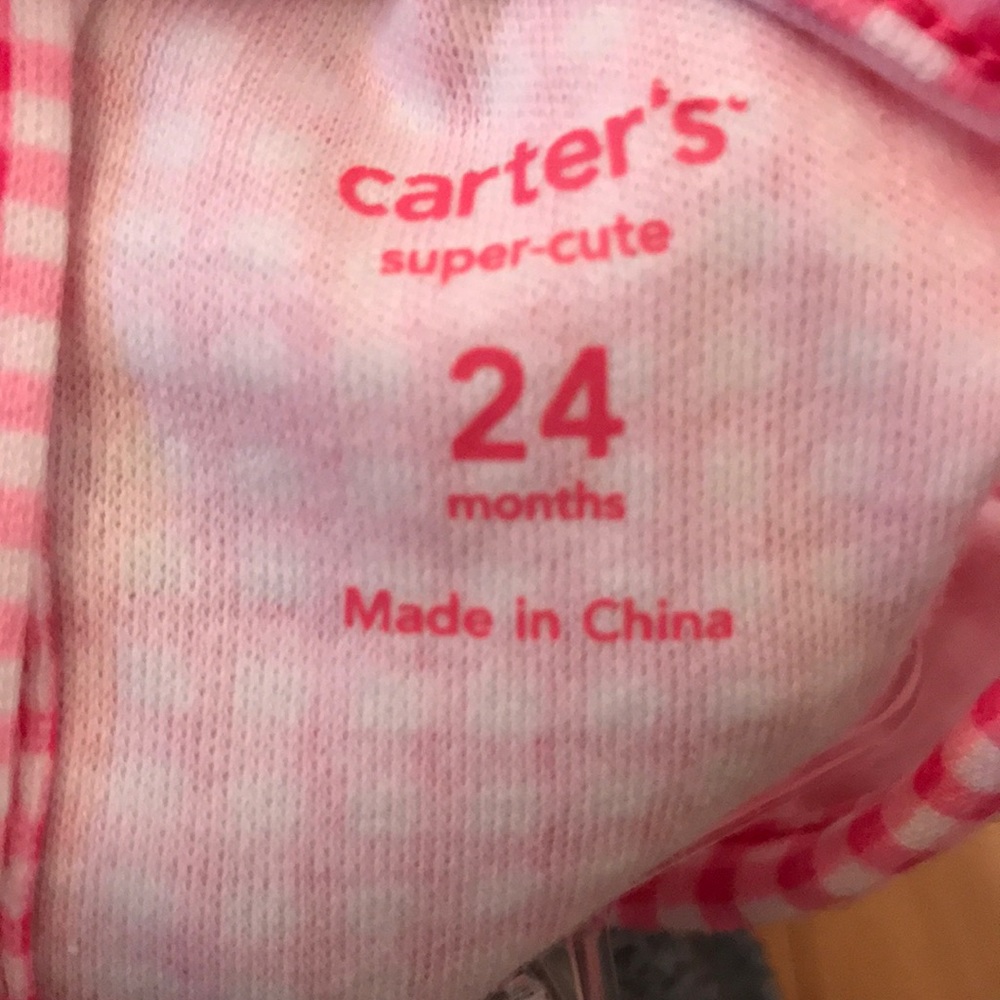 carter's
super-cute
24
months
Made in China